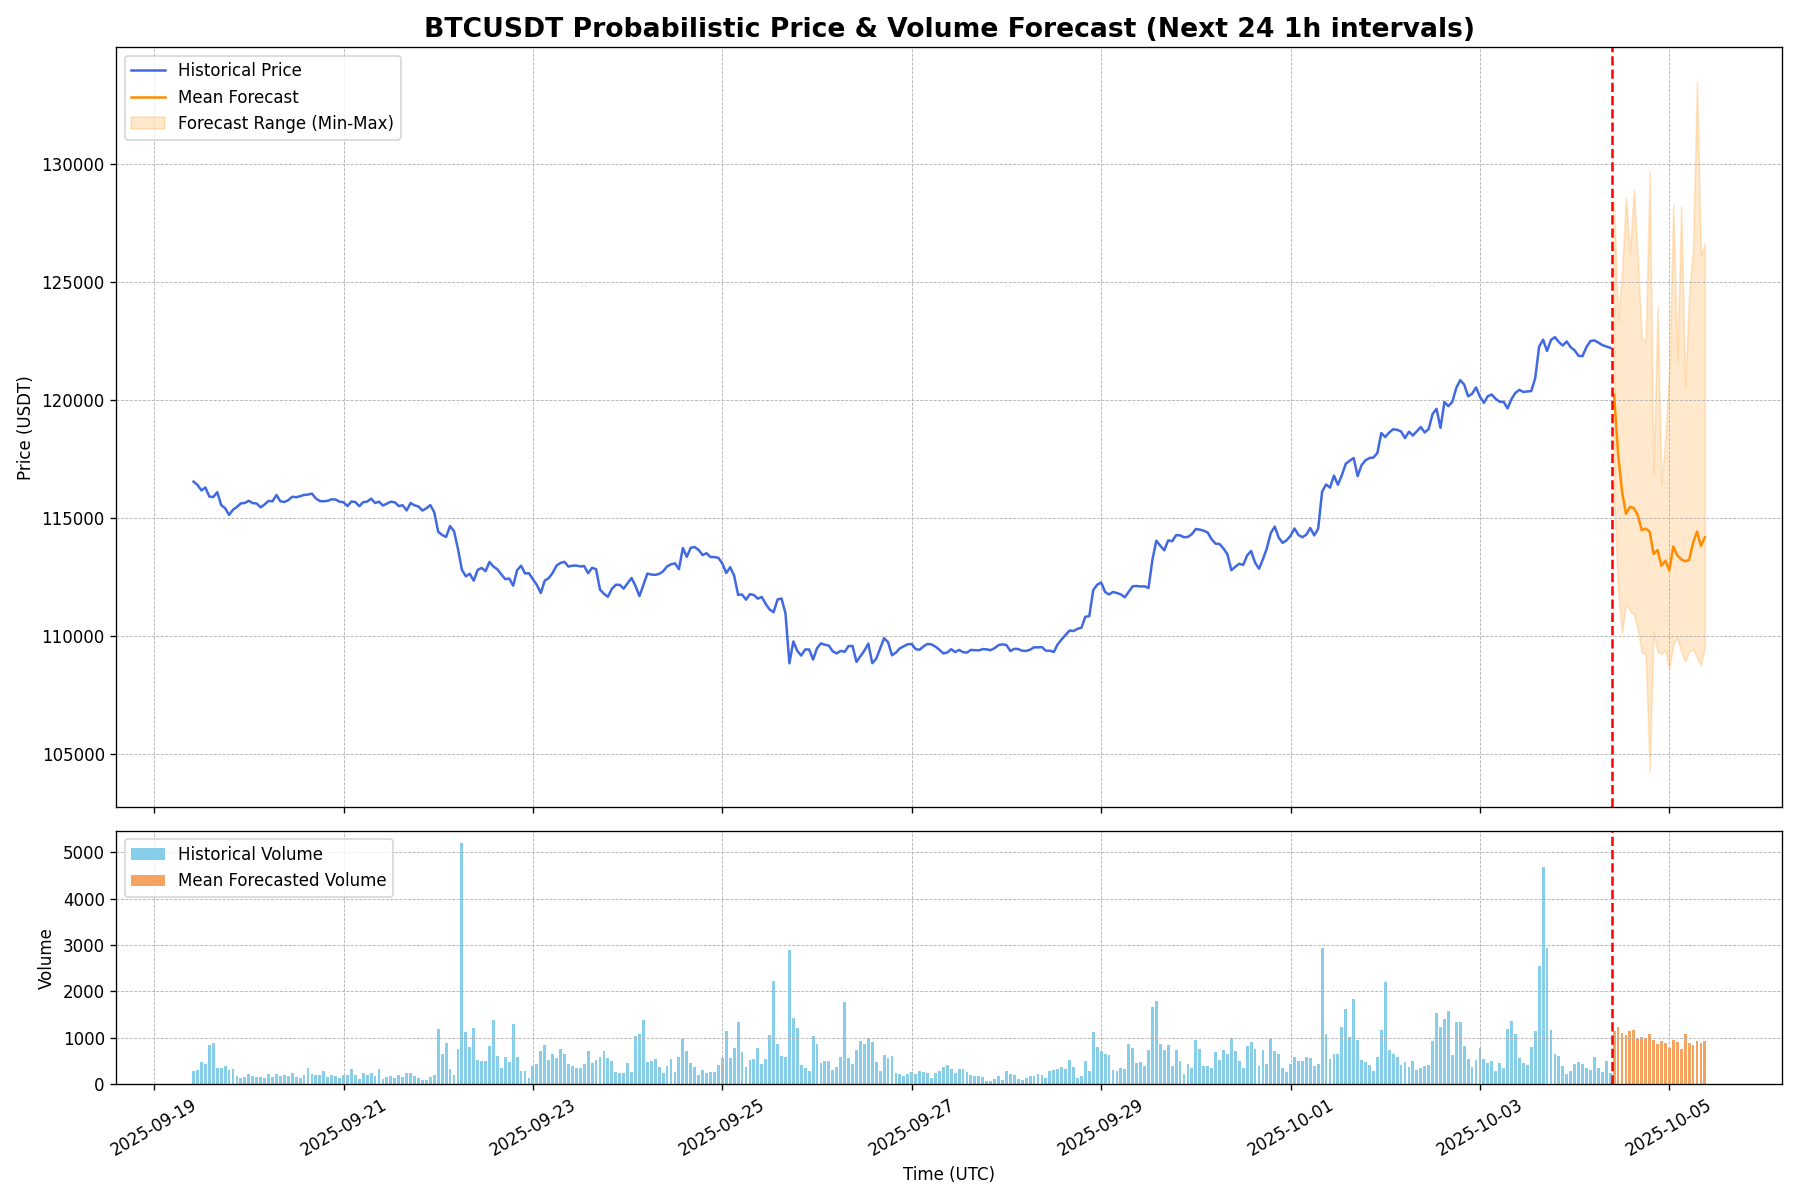 BTCUSDT Probabilistic Price & Volume Forecast (Next 24 1h intervals)
Historical Price
Mean Forecast
Forecast Range (Min-Max)
Price (USDT)
130000
125000
120000
115000
110000
105000
Historical Volume
Mean Forecasted Volume
Volume
5000
4000
3000
2000
1000
0
2025-09-19
2025-09-21
2025-09-23
2025-09-25
2025-09-27
2025-09-29
2025-10-01
2025-10-03
2025-10-05
Time (UTC)